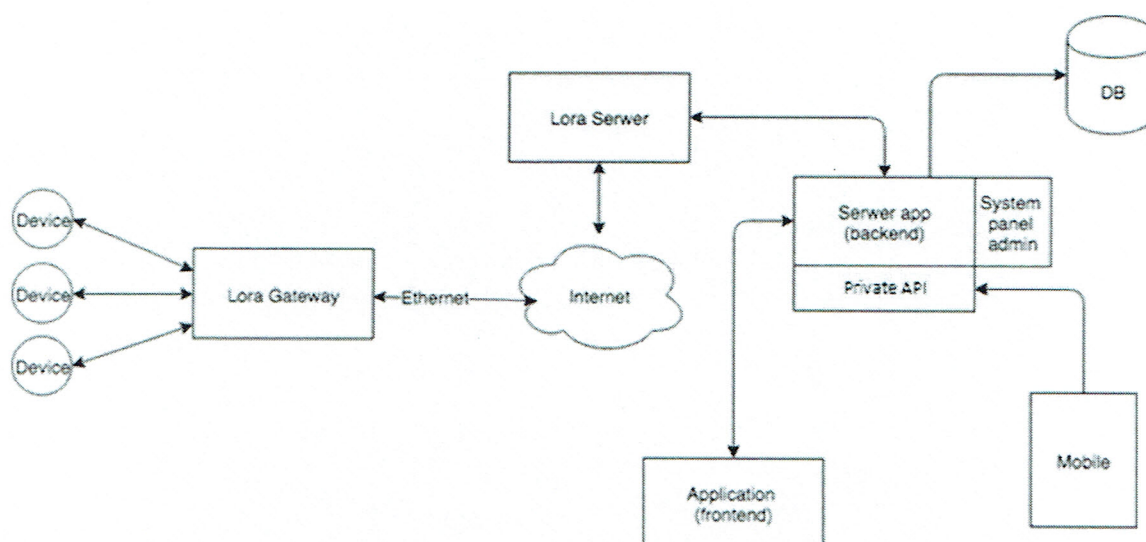 DB
Lora Serwer
Device
Serwer app
(backend)
System
panel
admin
Device
Lora Gateway
Ethernet
Internet
Private API
Device
Application
(frontend)
Mobile